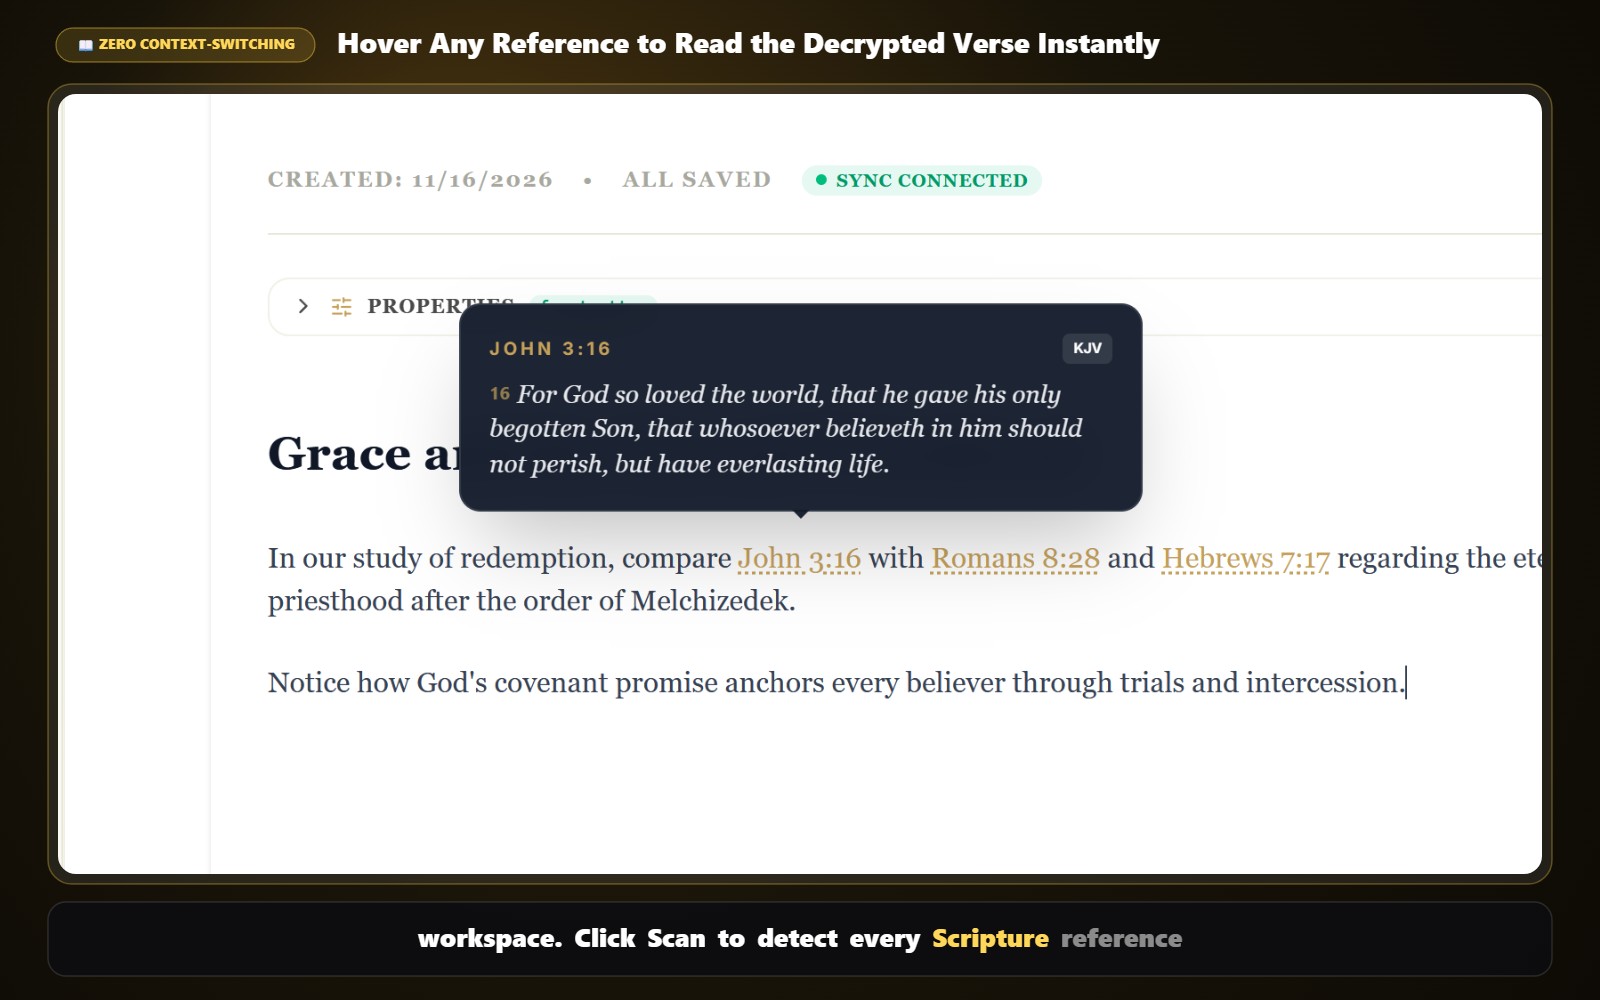 ZERO CONTEXT-SWITCHING
Hover Any Reference to Read the Decrypted Verse Instantly
CREATED: 11/16/2026 • ALL SAVED SYNC CONNECTED
PROPERTIES
JOHN 3:16 KJV
16 For God so loved the world, that he gave his only
begotten Son, that whosoever believeth in him should
not perish, but have everlasting life.
Grace
In our study of redemption, compare John 3:16 with Romans 8:28 and Hebrews 7:17 regarding the
priesthood after the order of Melchizedek.
Notice how God's covenant promise anchors every believer through trials and intercession.
workspace. Click Scan to detect every Scripture reference